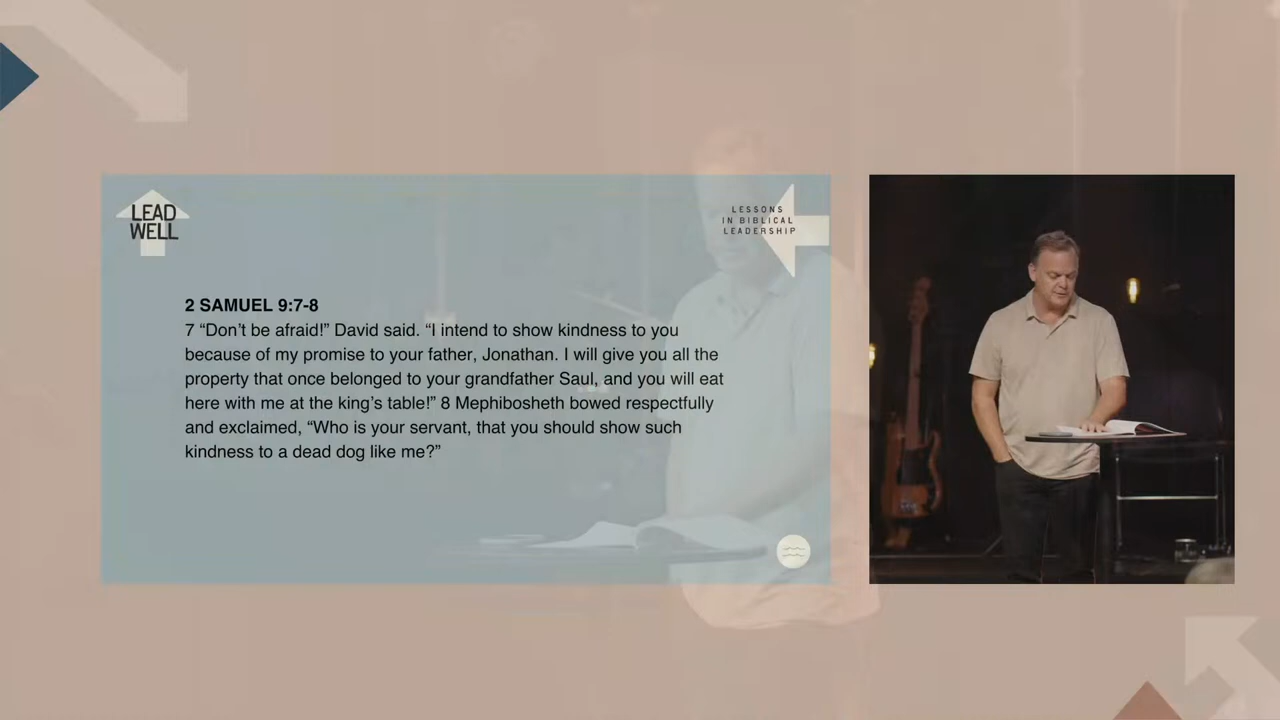 LEAD
WELL
LESSONS
IN BIBLICAL
LEADERSHIP
2 SAMUEL 9:7-8
7 “Don’t be afraid!” David said. “I intend to show kindness to you
because of my promise to your father, Jonathan. I will give you all the
property that once belonged to your grandfather Saul, and you will eat
here with me at the king’s table!” 8 Mephibosheth bowed respectfully
and exclaimed, “Who is your servant, that you should show such
kindness to a dead dog like me?”